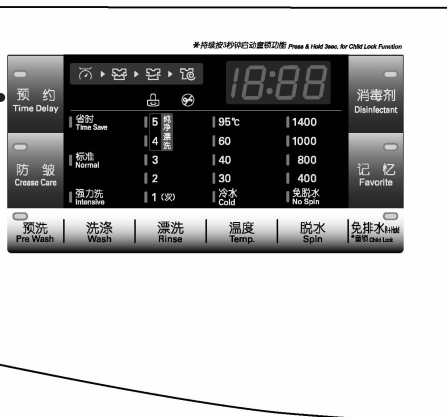 *持续按3秒钟启动童锁功能 Press & Hold 3sec. for Child Lock Function
预 约
Time Delay
18:88
消毒剂
Disinfectant
省时
Time Save
5 纯净漂洗
95℃
1400
4
60
1000
防 皱
Crease Care
标准
Normal
3
40
800
记 忆
Favorite
2
30
400
强力洗
Intensive
1 (次)
冷水
Cold
免脱水
No Spin
预洗
Pre Wash
洗涤
Wash
漂洗
Rinse
温度
Temp.
脱水
Spin
免排水
*童锁 Child Lock